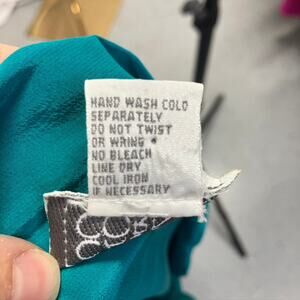 HAND WASH COLD
SEPARATELY
DO NOT TWIST
OR WRING
NO BLEACH
LINE DRY
COOL IRON
IF NECESSARY